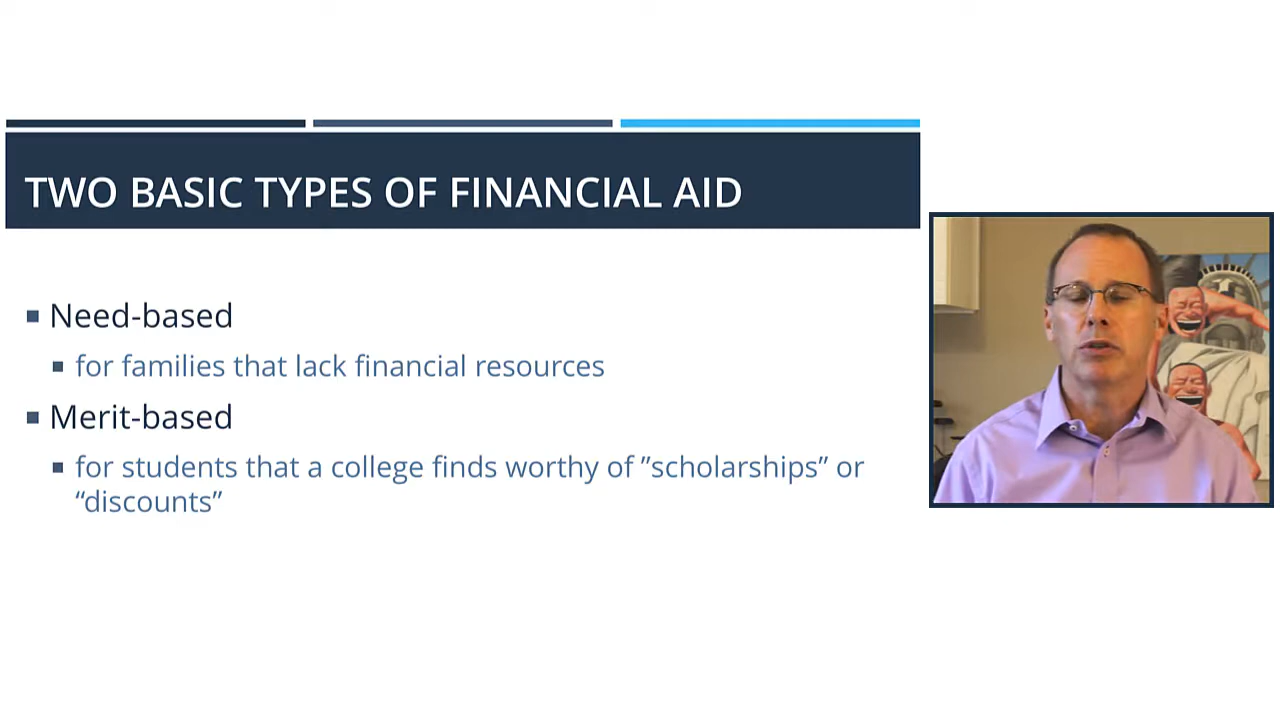 TWO BASIC TYPES OF FINANCIAL AID
Need-based
for families that lack financial resources
Merit-based
for students that a college finds worthy of ”scholarships” or
“discounts”